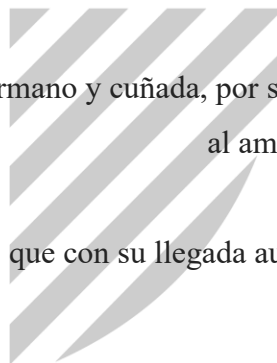 rmano y cuñada, por s
al am
que con su llegada au